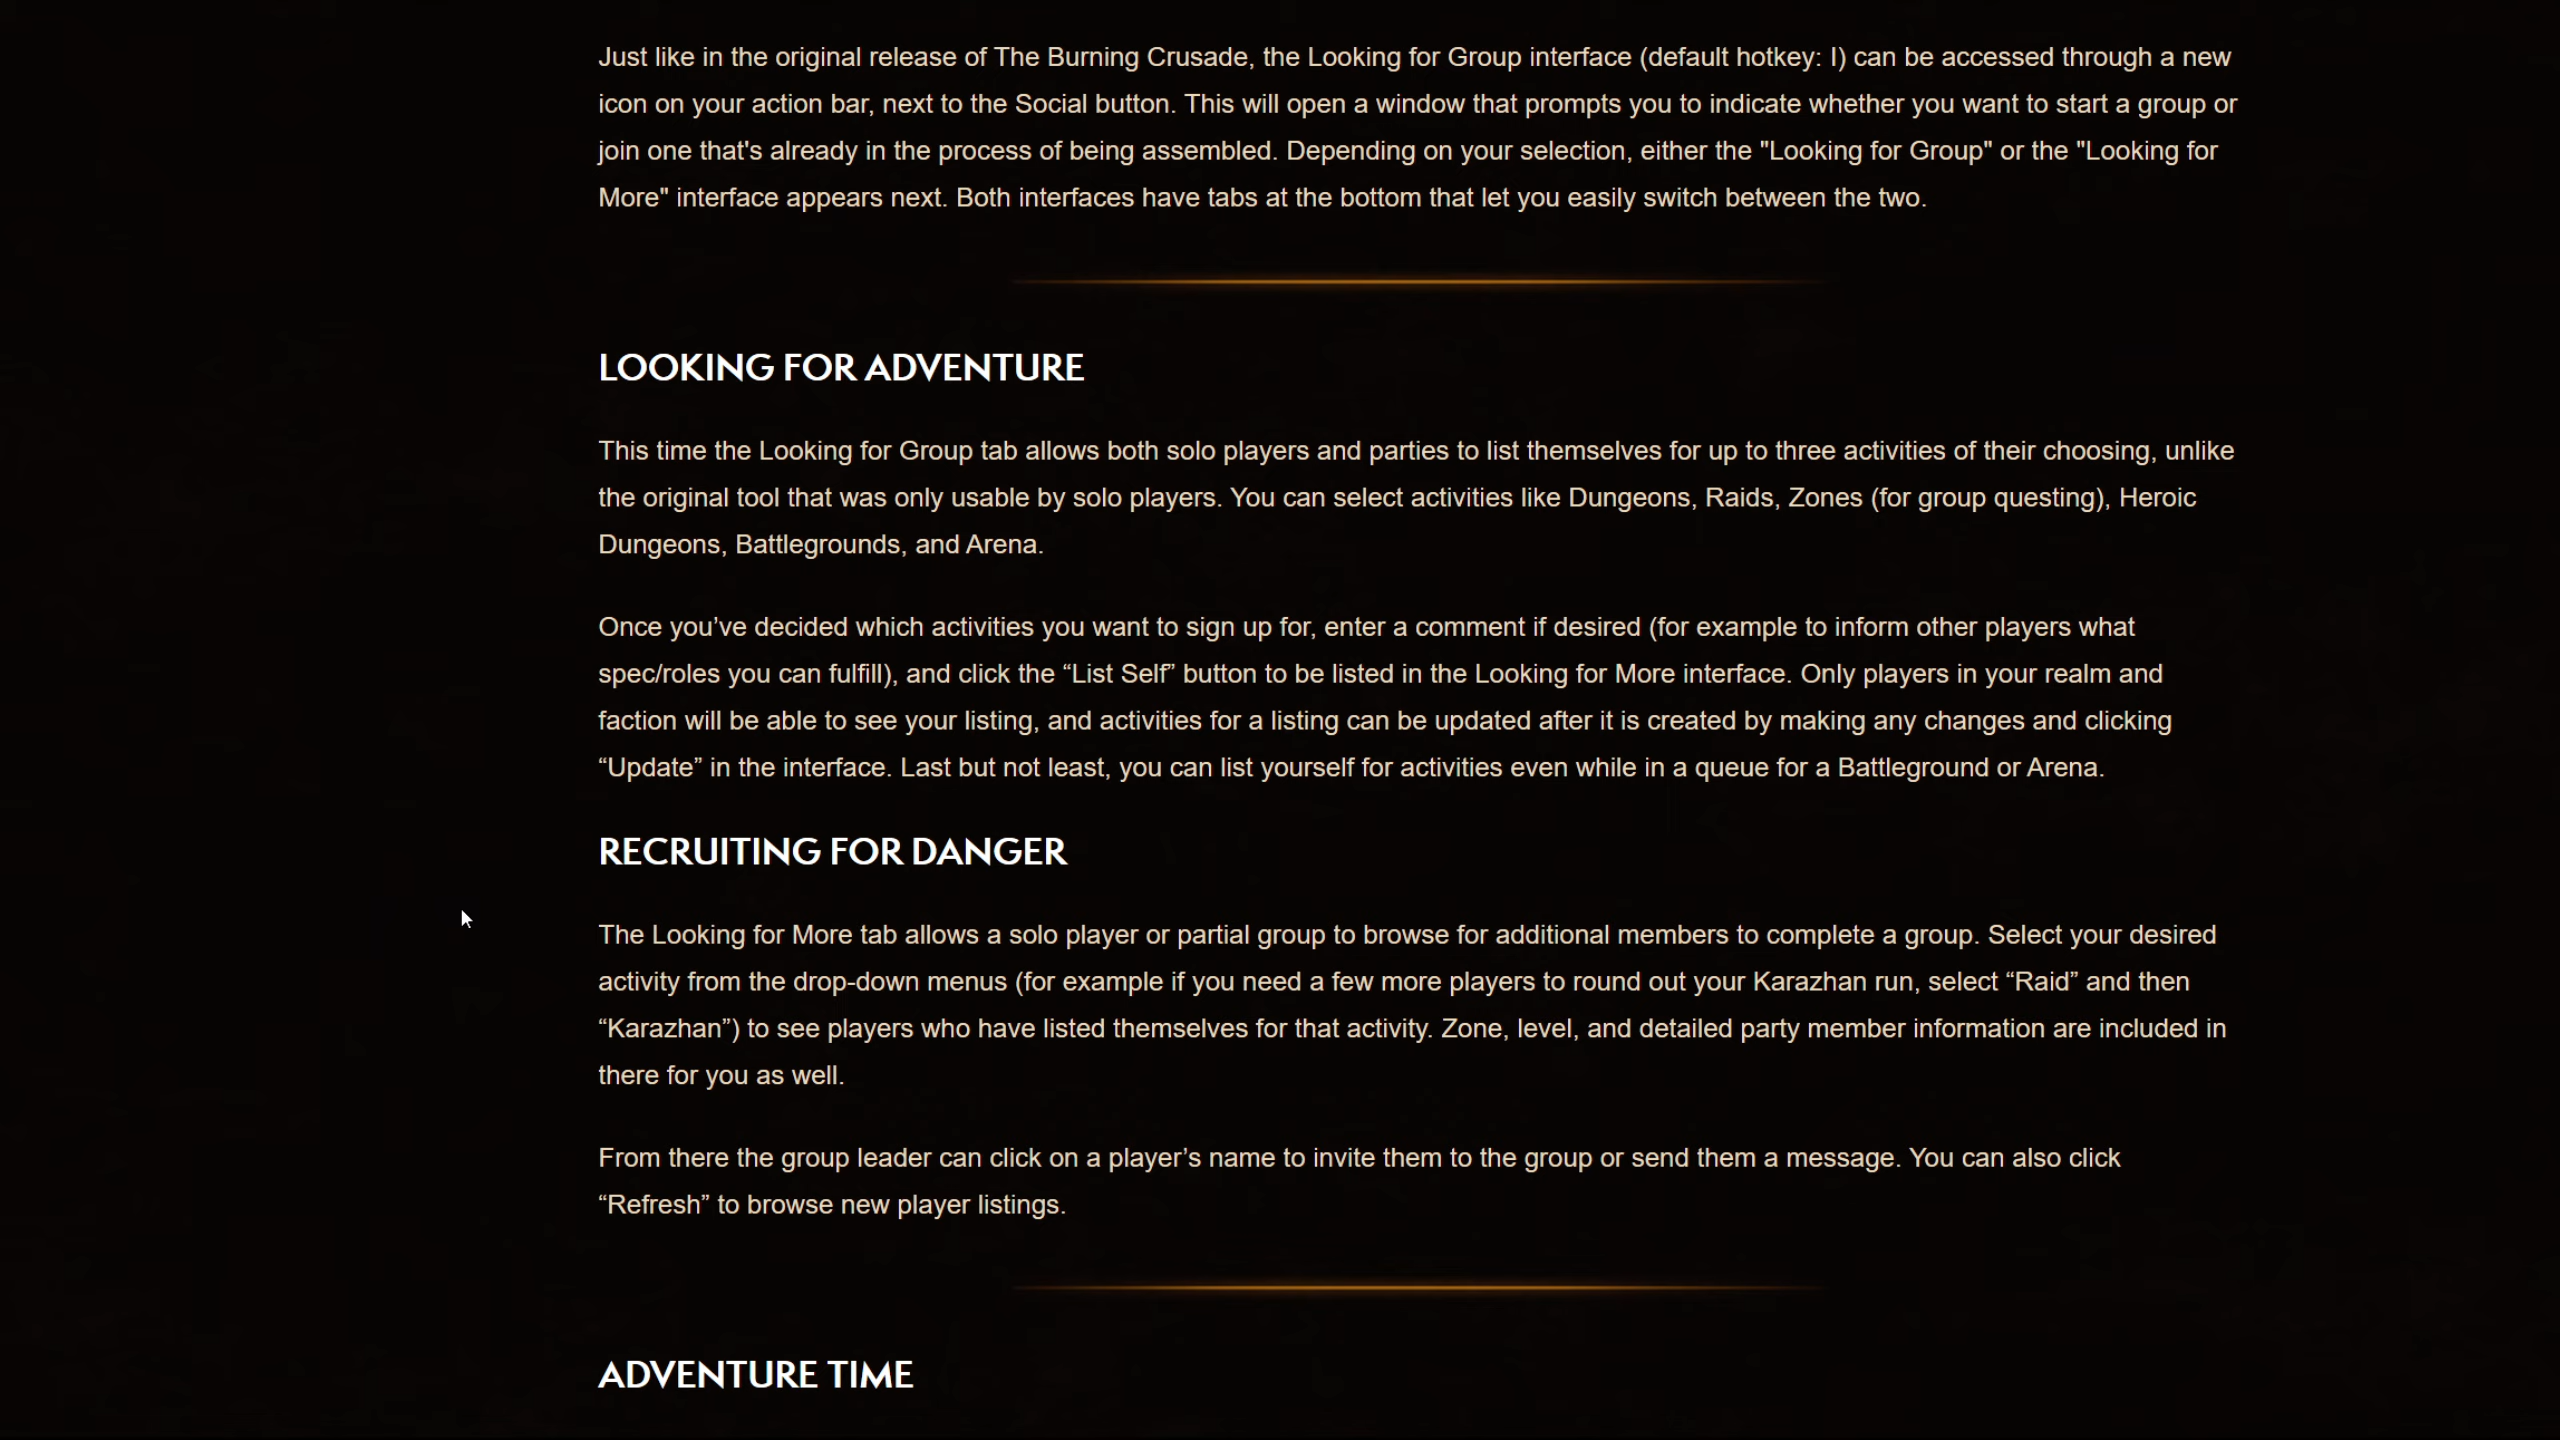 Just like in the original release of The Burning Crusade, the Looking for Group interface (default hotkey: I) can be accessed through a new
icon on your action bar, next to the Social button. This will open a window that prompts you to indicate whether you want to start a group or
join one that's already in the process of being assembled. Depending on your selection, either the "Looking for Group" or the "Looking for
More" interface appears next. Both interfaces have tabs at the bottom that let you easily switch between the two.
LOOKING FOR ADVENTURE
This time the Looking for Group tab allows both solo players and parties to list themselves for up to three activities of their choosing, unlike
the original tool that was only usable by solo players. You can select activities like Dungeons, Raids, Zones (for group questing), Heroic
Dungeons, Battlegrounds, and Arena.
Once you’ve decided which activities you want to sign up for, enter a comment if desired (for example to inform other players what
spec/roles you can fulfill), and click the “List Self” button to be listed in the Looking for More interface. Only players in your realm and
faction will be able to see your listing, and activities for a listing can be updated after it is created by making any changes and clicking
“Update” in the interface. Last but not least, you can list yourself for activities even while in a queue for a Battleground or Arena.
RECRUITING FOR DANGER
The Looking for More tab allows a solo player or partial group to browse for additional members to complete a group. Select your desired
activity from the drop-down menus (for example if you need a few more players to round out your Karazhan run, select “Raid” and then
“Karazhan”) to see players who have listed themselves for that activity. Zone, level, and detailed party member information are included in
there for you as well.
From there the group leader can click on a player’s name to invite them to the group or send them a message. You can also click
“Refresh” to browse new player listings.
ADVENTURE TIME